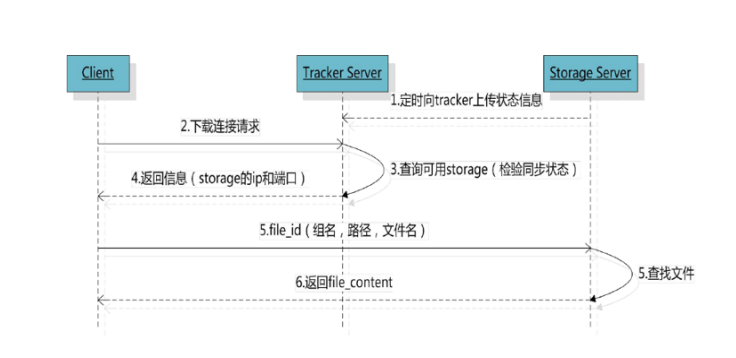 Client
Tracker Server
Storage Server
1.定时向tracker上传状态信息
2.下载连接请求
3.查询可用storage（检验同步状态）
4.返回信息（storage的ip和端口）
5.file_id（组名，路径，文件名）
5.查找文件
6.返回file_content